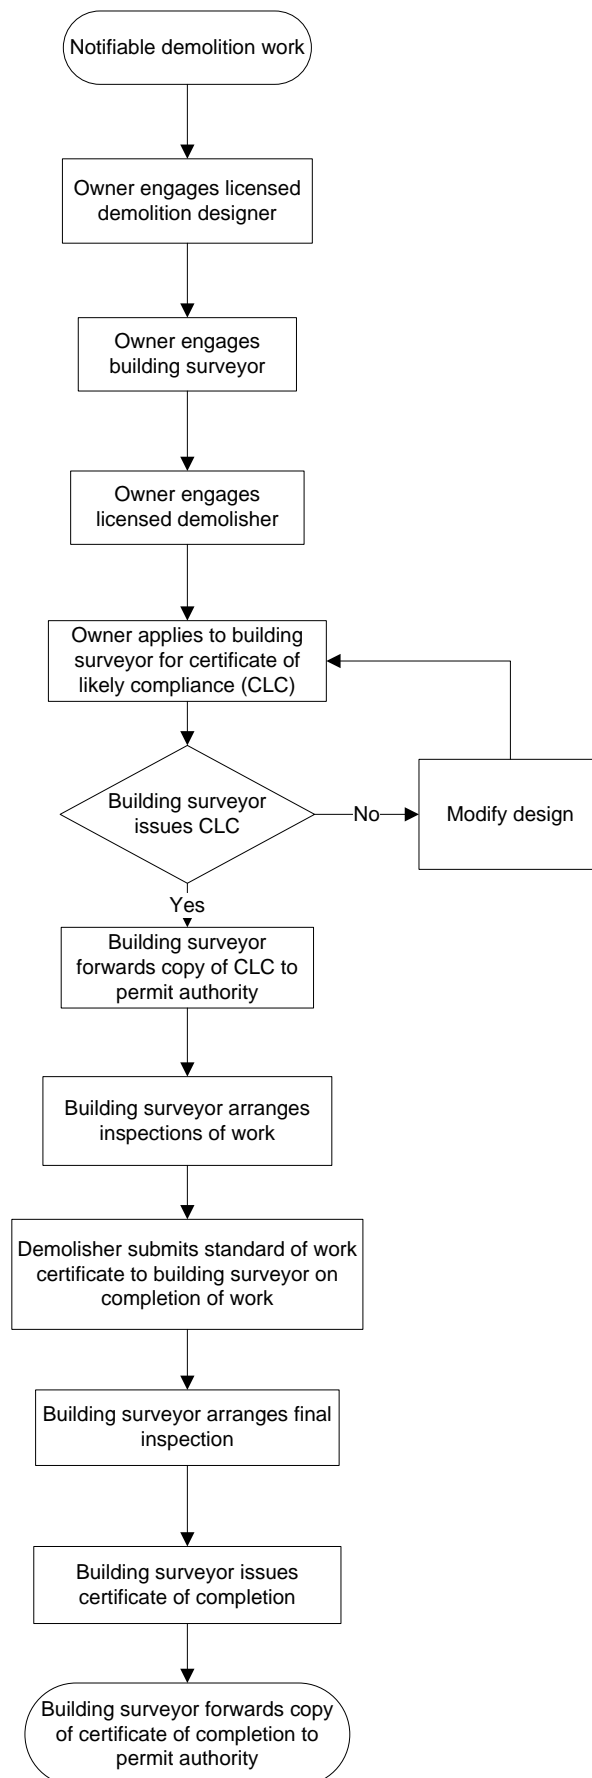 Notifiable demolition work
Owner engages licensed
demolition designer
Owner engages
building surveyor
Owner engages
licensed demolisher
Owner applies to building
surveyor for certificate of
likely compliance (CLC)
Building surveyor
issues CLC
No
Modify design
Yes
Building surveyor
forwards copy of CLC to
permit authority
Building surveyor arranges
inspections of work
Demolisher submits standard of work
certificate to building surveyor on
completion of work
Building surveyor arranges final
inspection
Building surveyor issues
certificate of completion
Building surveyor forwards copy
of certificate of completion to
permit authority